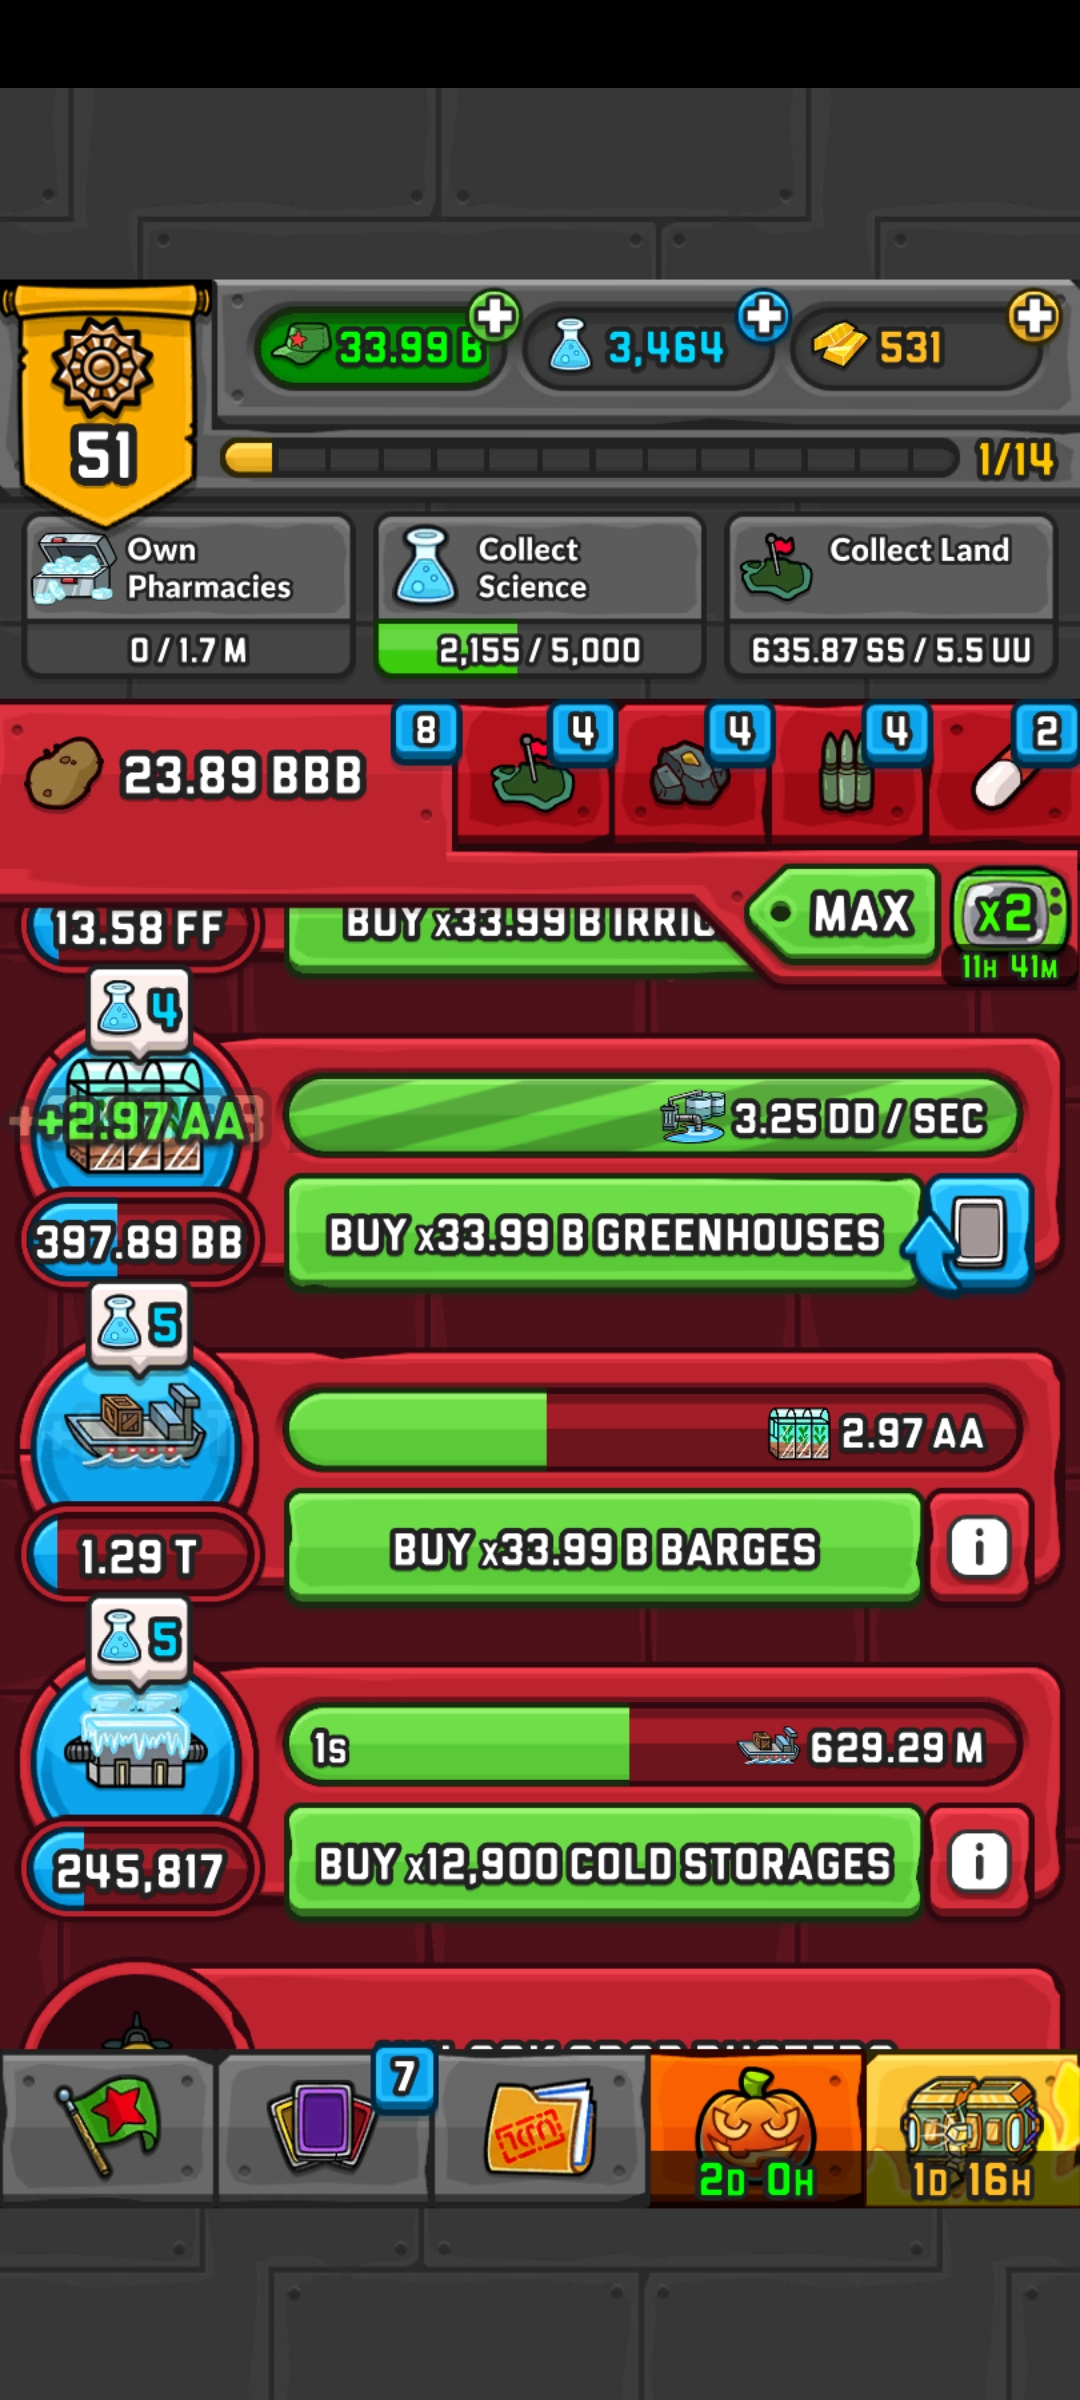 33.99 B
3,464
531
51
1/14
Own
Pharmacies
0 / 1.7 M
Collect
Science
2,155 / 5,000
Collect Land
635.87 SS / 5.5 UU
23.89 BBB
8
4
4
4
2
MAX
x2
11H 41M
13.58 FF
BUY x33.99 B
4
+2.97 AA
3.25 DD / SEC
397.89 BB
BUY x33.99 B GREENHOUSES
5
2.97 AA
1.29 T
BUY x33.99 B BARGES
i
5
1s
629.29 M
245,817
BUY x12,900 COLD STORAGES
i
7
2D 0H
1D 16H